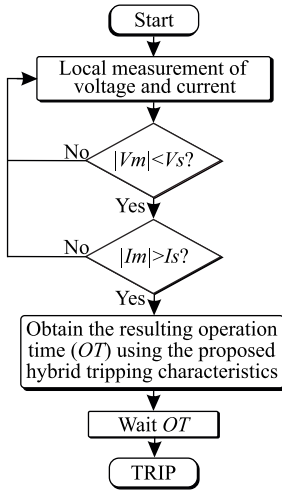 Start
Local measurement of
voltage and current
No
|Vm|<Vs?
Yes
No
|Im|>Is?
Yes
Obtain the resulting operation
time (OT) using the proposed
hybrid tripping characteristics
Wait OT
TRIP